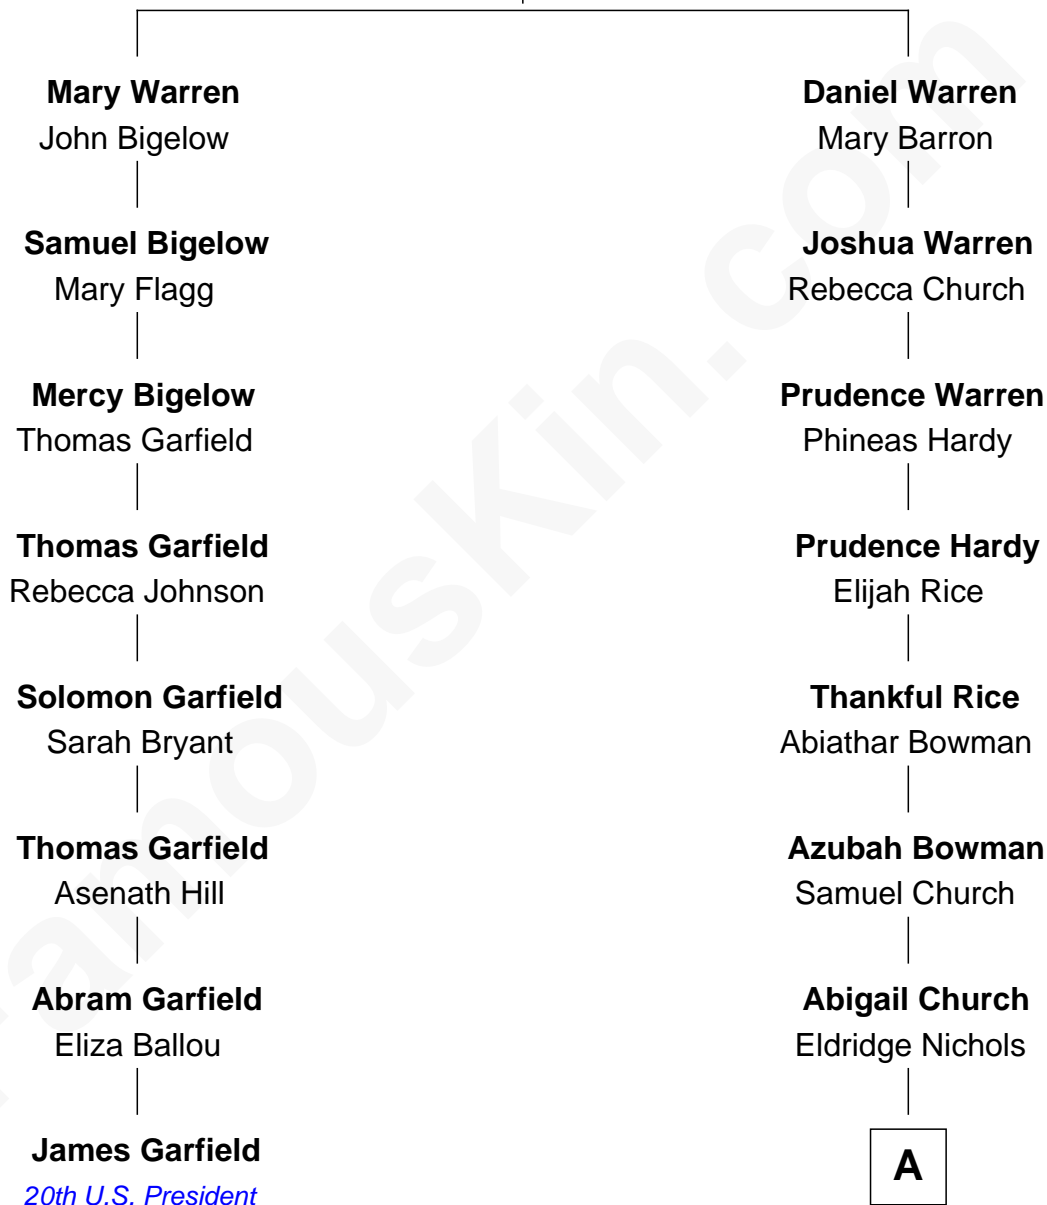 Mary Warren
John Bigelow
Samuel Bigelow
Mary Flagg
Mercy Bigelow
Thomas Garfield
Thomas Garfield
Rebecca Johnson
Solomon Garfield
Sarah Bryant
Thomas Garfield
Asenath Hill
Abram Garfield
Eliza Ballou
James Garfield
20th U.S. President
Daniel Warren
Mary Barron
Joshua Warren
Rebecca Church
Prudence Warren
Phineas Hardy
Prudence Hardy
Elijah Rice
Thankful Rice
Abiathar Bowman
Azubah Bowman
Samuel Church
Abigail Church
Eldridge Nichols
A
FamousKin.com